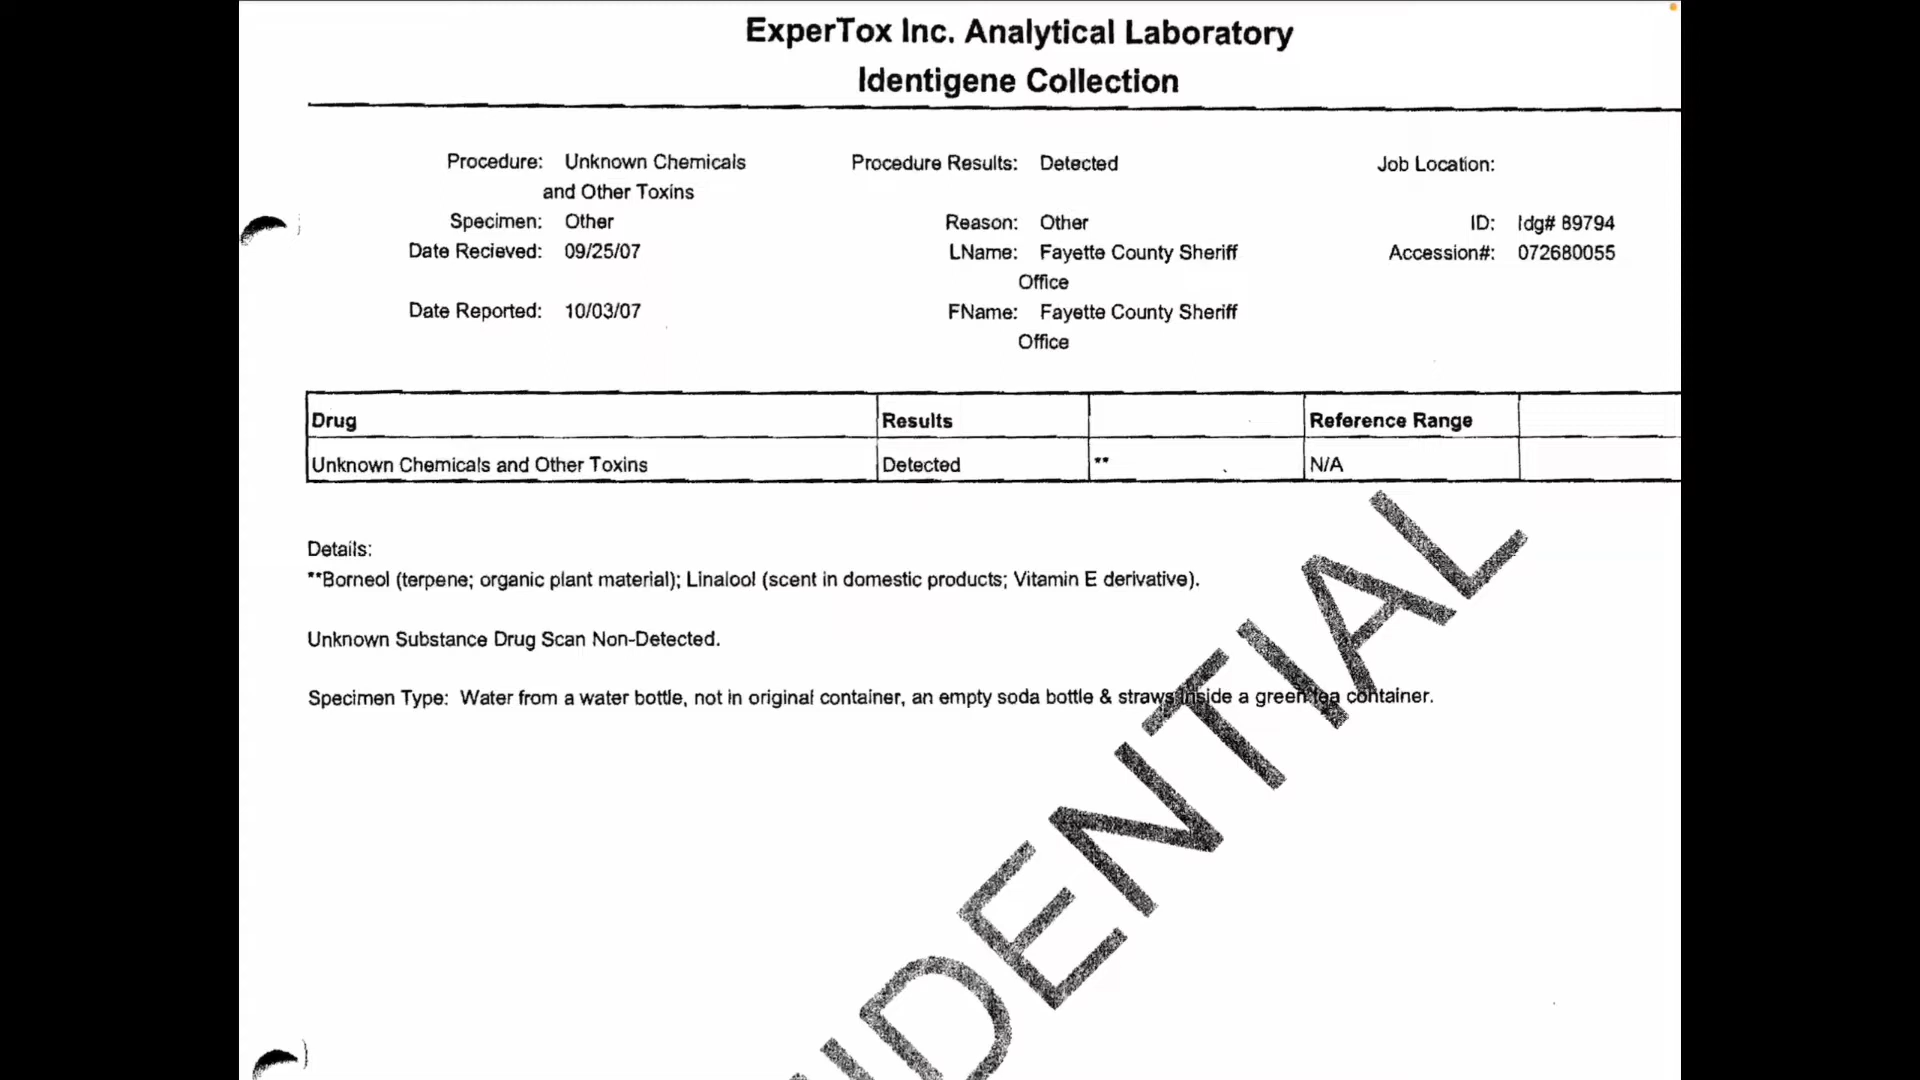 ExperTox Inc. Analytical Laboratory
Identigene Collection
Procedure: Unknown Chemicals and Other Toxins
Procedure Results: Detected
Job Location:
Specimen: Other
Reason: Other
ID: Idg# 89794
Date Recieved: 09/25/07
LName: Fayette County Sheriff Office
Accession#: 072680055
Date Reported: 10/03/07
FName: Fayette County Sheriff Office
Drug Results Reference Range
Unknown Chemicals and Other Toxins Detected ** N/A
Details:
**Borneol (terpene; organic plant material); Linalool (scent in domestic products; Vitamin E derivative).
Unknown Substance Drug Scan Non-Detected.
Specimen Type: Water from a water bottle, not in original container, an empty soda bottle & straws inside a green tea container.
IDENTIAL